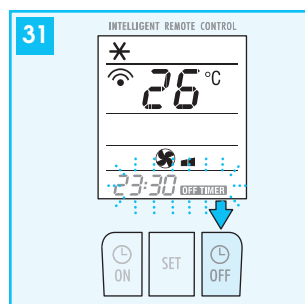 31
INTELLIGENT REMOTE CONTROL
26 °C
23:30 OFF TIMER
ON SET OFF